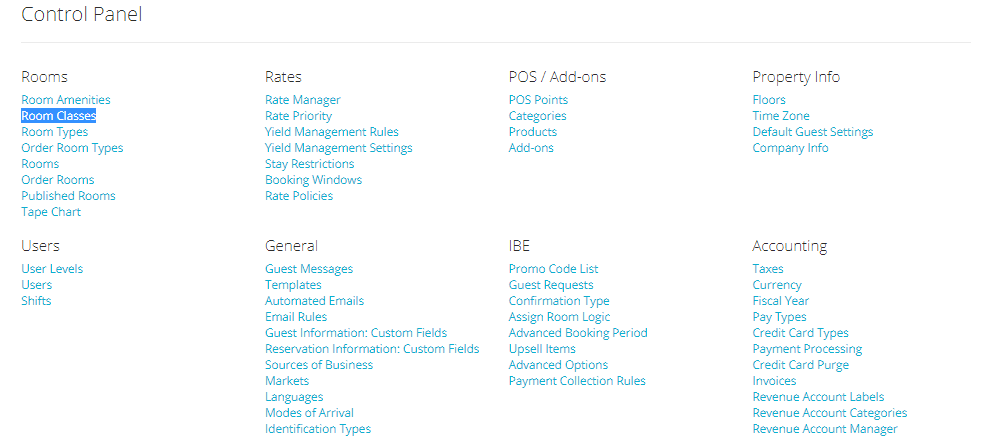 Control Panel
Rooms
Room Amenities
Room Classes
Room Types
Order Room Types
Rooms
Order Rooms
Published Rooms
Tape Chart
Rates
Rate Manager
Rate Priority
Yield Management Rules
Yield Management Settings
Stay Restrictions
Booking Windows
Rate Policies
POS / Add-ons
POS Points
Categories
Products
Add-ons
Property Info
Floors
Time Zone
Default Guest Settings
Company Info
Users
User Levels
Users
Shifts
General
Guest Messages
Templates
Automated Emails
Email Rules
Guest Information: Custom Fields
Reservation Information: Custom Fields
Sources of Business
Markets
Languages
Modes of Arrival
Identification Types
IBE
Promo Code List
Guest Requests
Confirmation Type
Assign Room Logic
Advanced Booking Period
Upsell Items
Advanced Options
Payment Collection Rules
Accounting
Taxes
Currency
Fiscal Year
Pay Types
Credit Card Types
Payment Processing
Credit Card Purge
Invoices
Revenue Account Labels
Revenue Account Categories
Revenue Account Manager